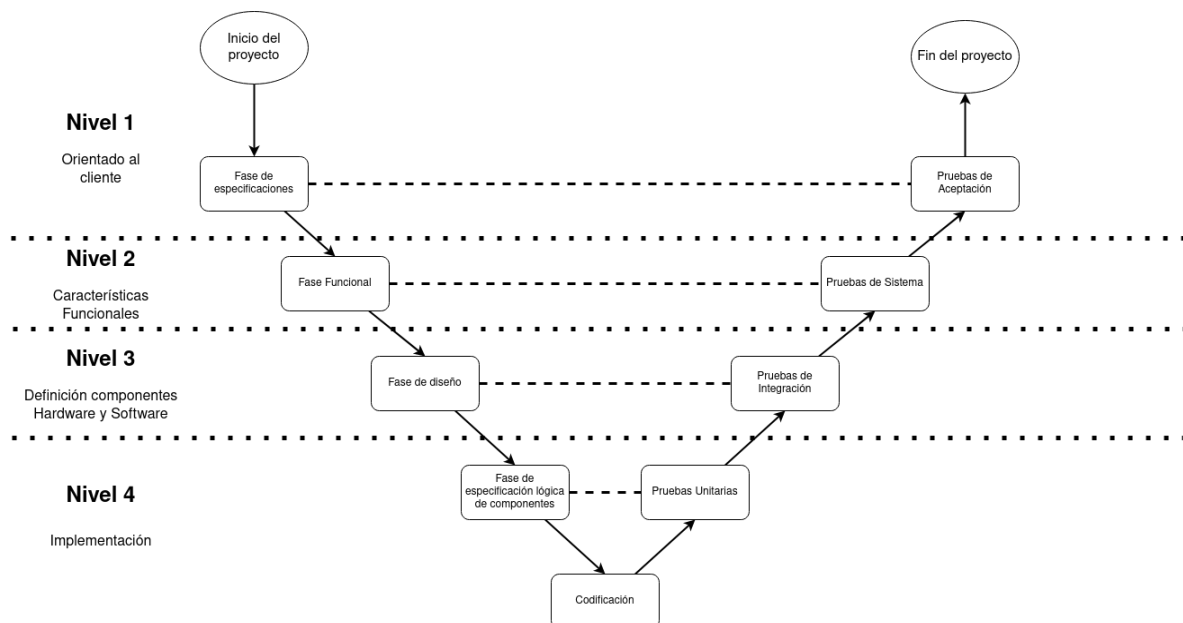 Inicio del
proyecto
Fin del proyecto
Nivel 1
Orientado al
cliente
Fase de
especificaciones
Pruebas de
Aceptación
Nivel 2
Características
Funcionales
Fase Funcional
Pruebas de Sistema
Nivel 3
Definición componentes
Hardware y Software
Fase de diseño
Pruebas de
Integración
Nivel 4
Implementación
Fase de
especificación lógica
de componentes
Pruebas Unitarias
Codificación